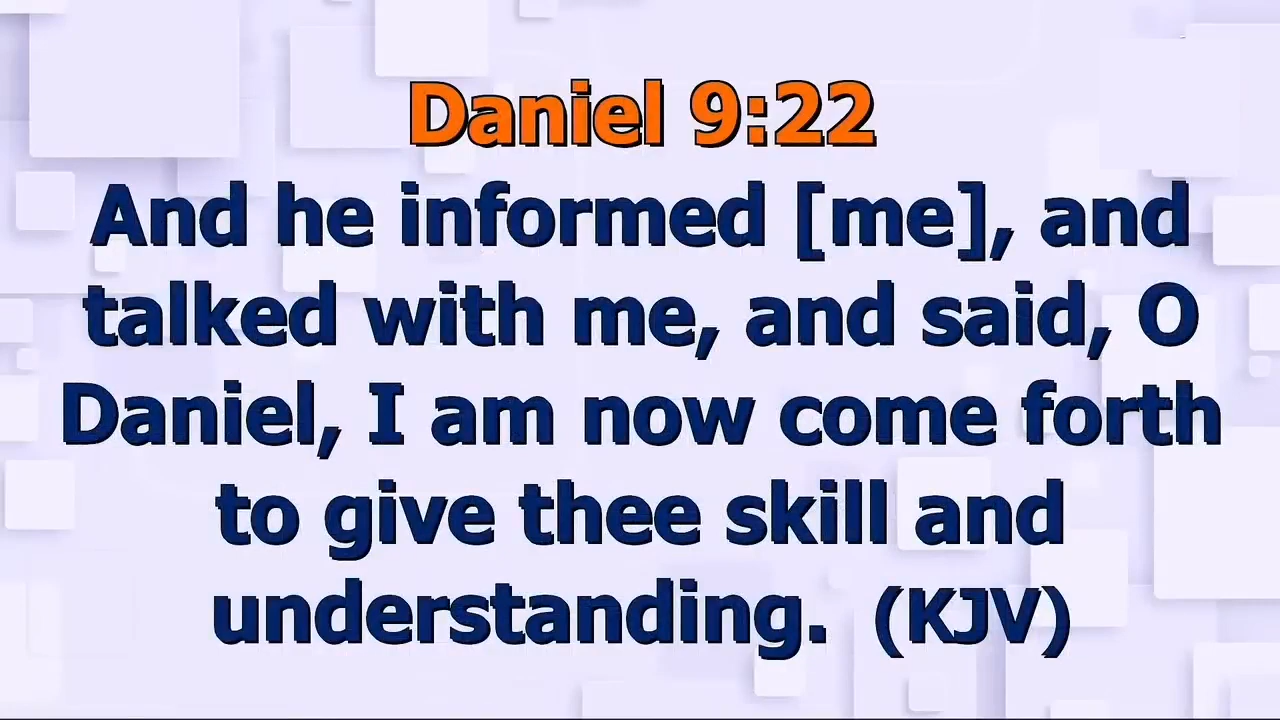 Daniel 9:22
And he informed [me], and
talked with me, and said, O
Daniel, I am now come forth
to give thee skill and
understanding.  (KJV)